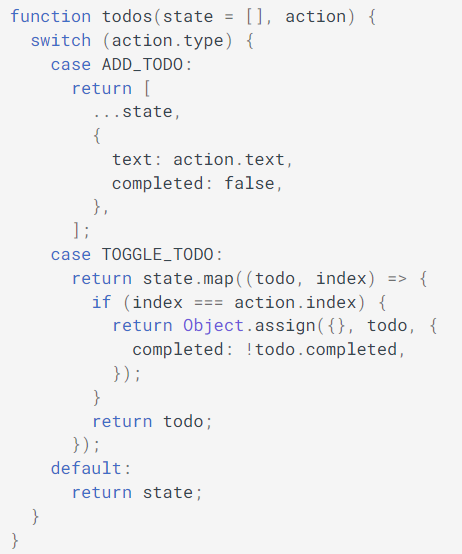 function todos(state = [], action) {
  switch (action.type) {
    case ADD_TODO:
      return [
        ...state,
        {
          text: action.text,
          completed: false,
        },
      ];
    case TOGGLE_TODO:
      return state.map((todo, index) => {
        if (index === action.index) {
          return Object.assign({}, todo, {
            completed: !todo.completed,
          });
        }
        return todo;
      });
    default:
      return state;
  }
}